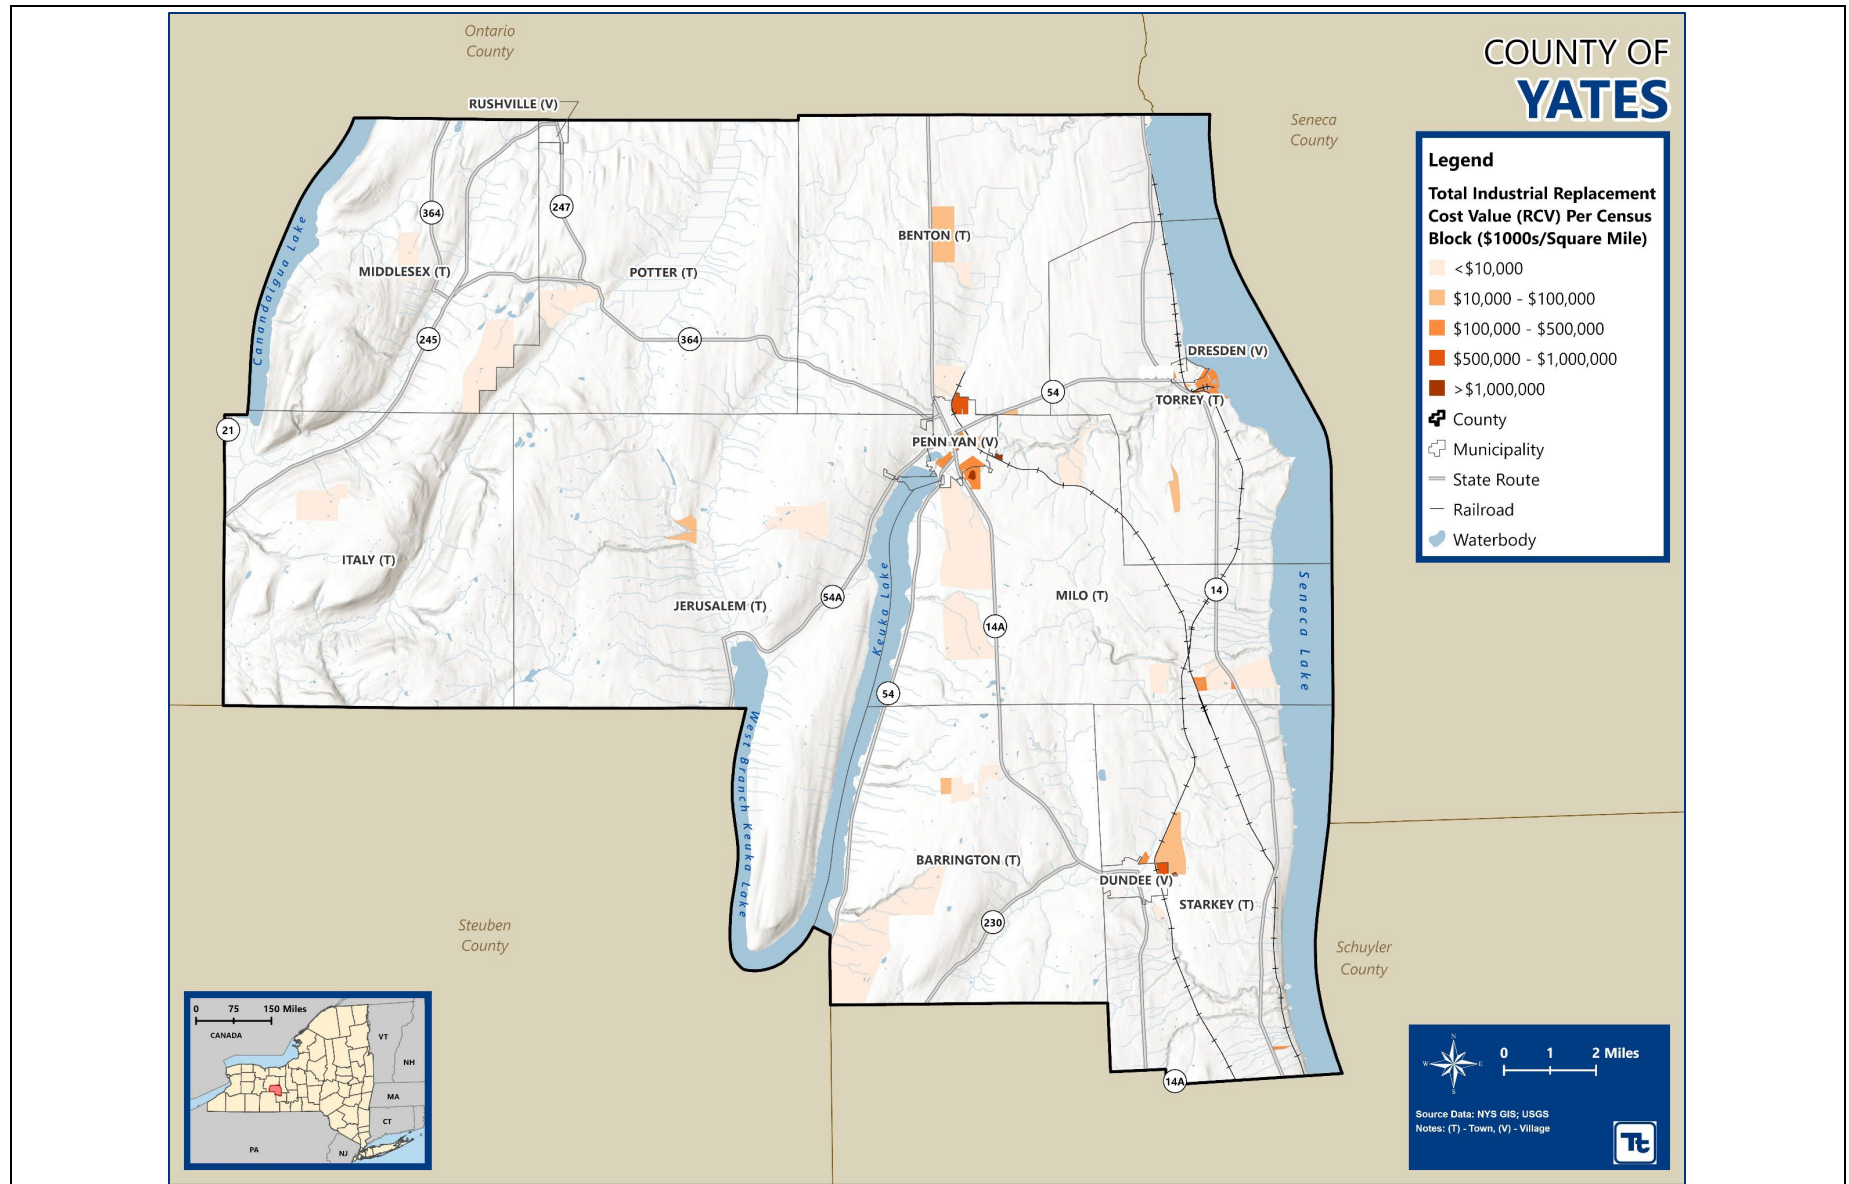 Ontario
County
COUNTY OF
YATES
RUSHVILLE (V)
Seneca
County
Legend
Total Industrial Replacement
Cost Value (RCV) Per Census
Block ($1000s/Square Mile)
<$10,000
$10,000 - $100,000
$100,000 - $500,000
$500,000 - $1,000,000
>$1,000,000
County
Municipality
State Route
Railroad
Waterbody
364
247
BENTON (T)
Canandaigua Lake
MIDDLESEX (T)
POTTER (T)
245
364
DRESDEN (V)
54
TORREY (T)
21
PENN YAN (V)
ITALY (T)
JERUSALEM (T)
54A
Keuka Lake
MILO (T)
14
Seneca Lake
14A
54
West Branch Keuka Lake
BARRINGTON (T)
DUNDEE (V)
STARKEY (T)
230
Steuben
County
Schuyler
County
14A
0 75 150 Miles
CANADA
VT
NH
MA
CT
PA
NJ
N
W E
S
0 1 2 Miles
Source Data: NYS GIS; USGS
Notes: (T) - Town, (V) - Village
Tt